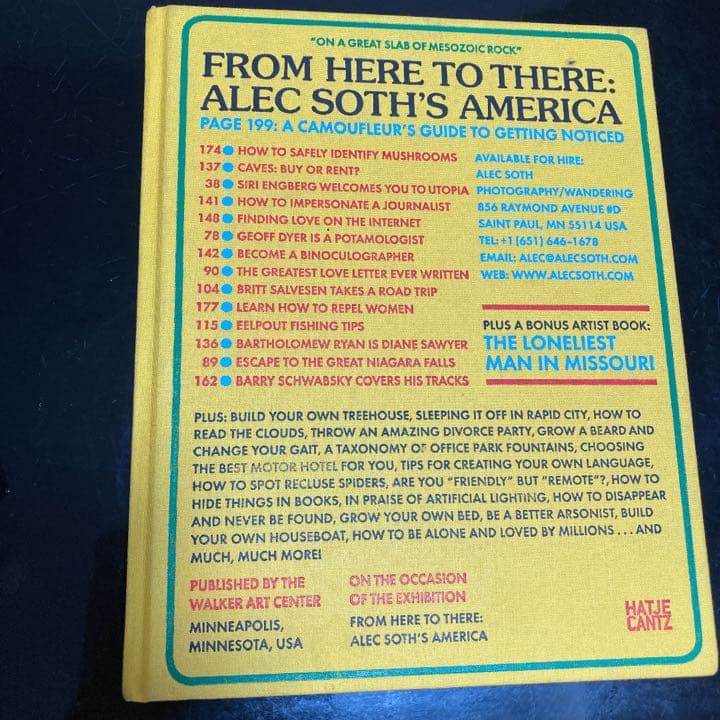 "ON A GREAT SLAB OF MESOZOIC ROCK"
FROM HERE TO THERE:
ALEC SOTH'S AMERICA
PAGE 199: A CAMOUFLEUR'S GUIDE TO GETTING NOTICED
174 ● HOW TO SAFELY IDENTIFY MUSHROOMS
137 ● CAVES: BUY OR RENT?
38 ● SIRI ENGBERG WELCOMES YOU TO UTOPIA
141 ● HOW TO IMPERSONATE A JOURNALIST
148 ● FINDING LOVE ON THE INTERNET
78 ● GEOFF DYER IS A POTAMOLOGIST
142 ● BECOME A BINOCULOGRAPHER
90 ● THE GREATEST LOVE LETTER EVER WRITTEN
104 ● BRITT SALVESEN TAKES A ROAD TRIP
177 ● LEARN HOW TO REPEL WOMEN
115 ● EELPOUT FISHING TIPS
136 ● BARTHOLOMEW RYAN IS DIANE SAWYER
89 ● ESCAPE TO THE GREAT NIAGARA FALLS
162 ● BARRY SCHWABSKY COVERS HIS TRACKS
AVAILABLE FOR HIRE:
ALEC SOTH
PHOTOGRAPHY/WANDERING
856 RAYMOND AVENUE #D
SAINT PAUL, MN 55114 USA
TEL: +1 (651) 646-1678
EMAIL: ALEC@ALECSOTH.COM
WEB: WWW.ALECSOTH.COM
PLUS A BONUS ARTIST BOOK:
THE LONELIEST
MAN IN MISSOURI
PLUS: BUILD YOUR OWN TREEHOUSE, SLEEPING IT OFF IN RAPID CITY, HOW TO
READ THE CLOUDS, THROW AN AMAZING DIVORCE PARTY, GROW A BEARD AND
CHANGE YOUR GAIT, A TAXONOMY OF OFFICE PARK FOUNTAINS, CHOOSING
THE BEST MOTOR HOTEL FOR YOU, TIPS FOR CREATING YOUR OWN LANGUAGE,
HOW TO SPOT RECLUSE SPIDERS, ARE YOU "FRIENDLY" BUT "REMOTE"?, HOW TO
HIDE THINGS IN BOOKS, IN PRAISE OF ARTIFICIAL LIGHTING, HOW TO DISAPPEAR
AND NEVER BE FOUND, GROW YOUR OWN BED, BE A BETTER ARSONIST, BUILD
YOUR OWN HOUSEBOAT, HOW TO BE ALONE AND LOVED BY MILLIONS . . . AND
MUCH, MUCH MORE!
PUBLISHED BY THE
WALKER ART CENTER
MINNEAPOLIS,
MINNESOTA, USA
ON THE OCCASION
OF THE EXHIBITION
FROM HERE TO THERE:
ALEC SOTH'S AMERICA
HATJE
CANTZ